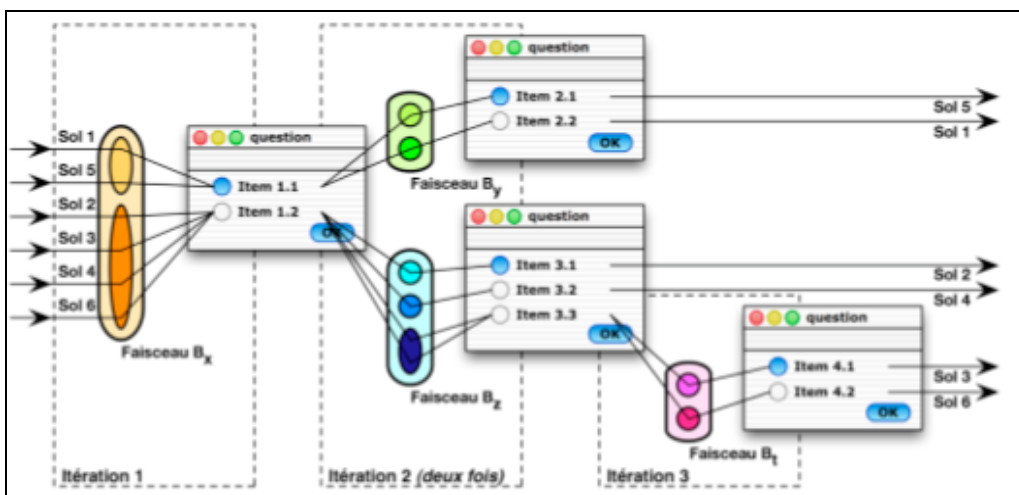 Sol 1
Sol 5
Sol 2
Sol 3
Sol 4
Sol 6
Faisceau Bx
question
Item 1.1
Item 1.2
OK
Itération 1
Faisceau By
question
Item 2.1
Item 2.2
OK
Sol 5
Sol 1
Faisceau Bz
question
Item 3.1
Item 3.2
Item 3.3
OK
Sol 2
Sol 4
Itération 2 (deux fois)
Faisceau Bt
question
Item 4.1
Item 4.2
OK
Sol 3
Sol 6
Itération 3